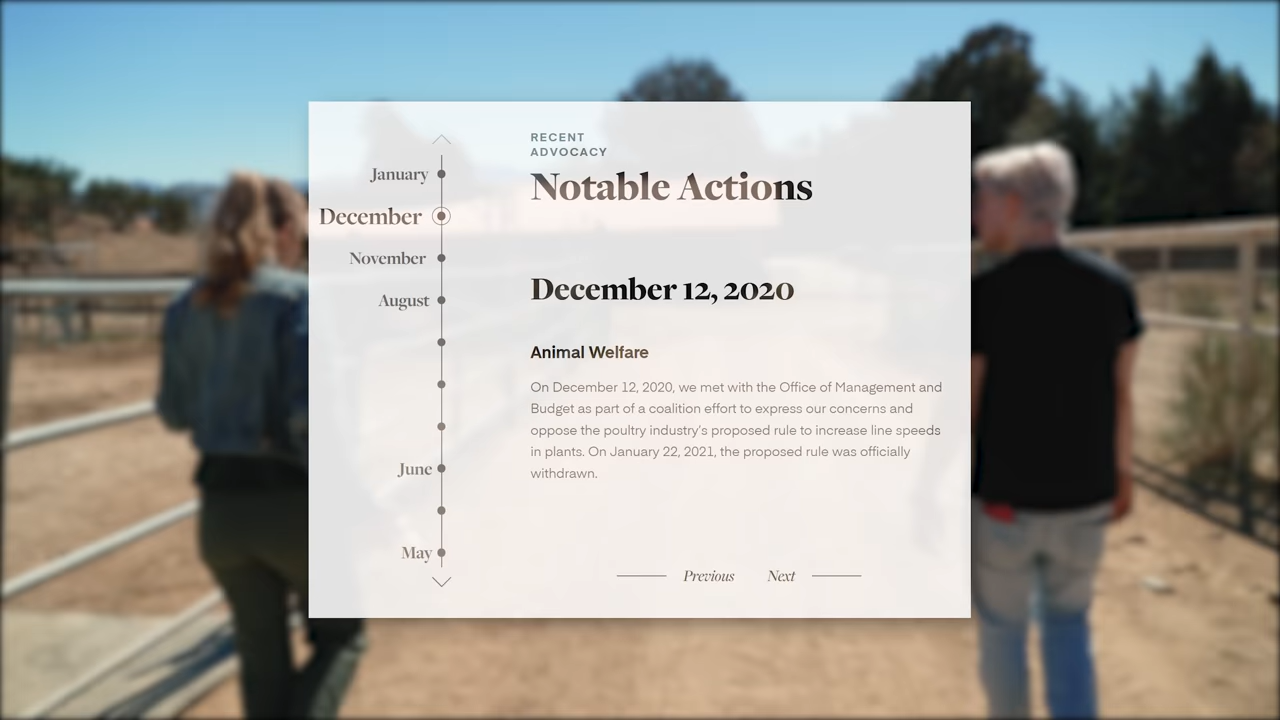 January
December
November
August
June
May
RECENT
ADVOCACY
Notable Actions
December 12, 2020
Animal Welfare
On December 12, 2020, we met with the Office of Management and
Budget as part of a coalition effort to express our concerns and
oppose the poultry industry's proposed rule to increase line speeds
in plants. On January 22, 2021, the proposed rule was officially
withdrawn.
Previous Next